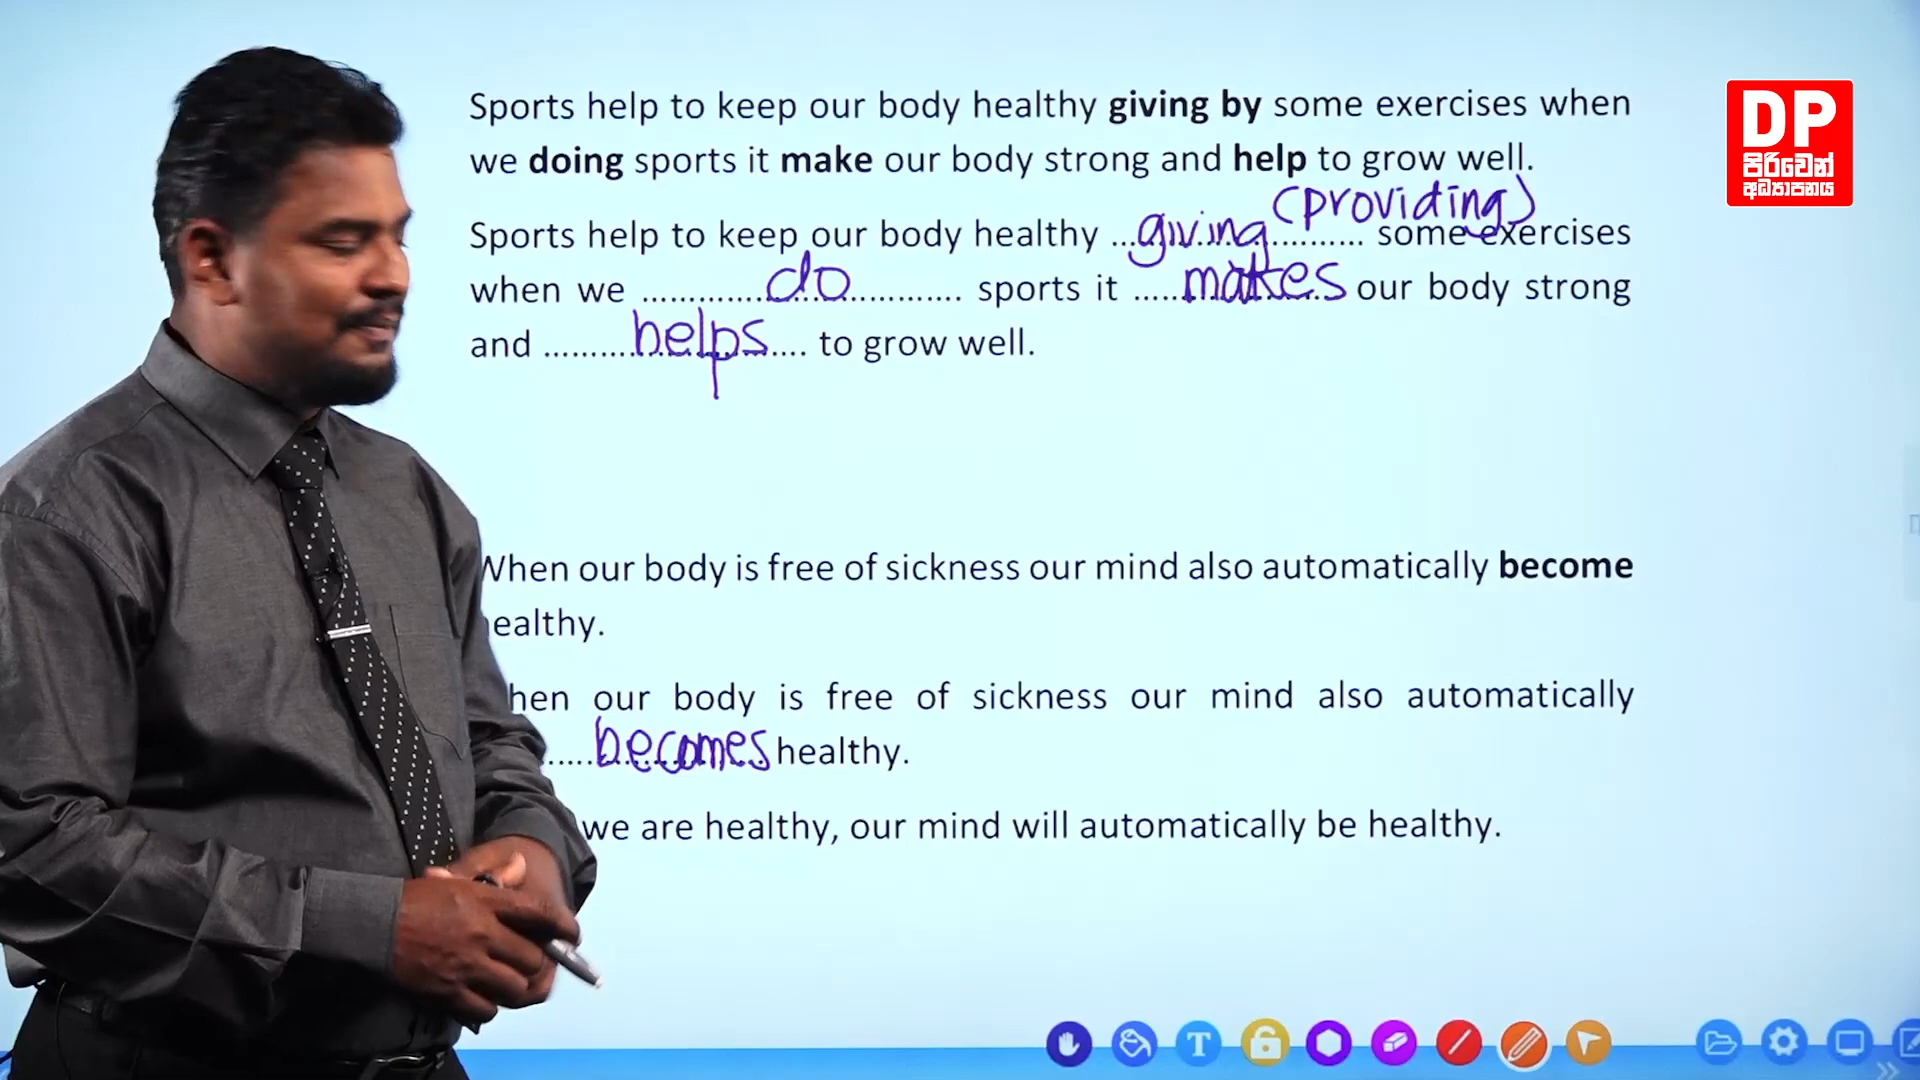 DP
පිරිවෙන්
අධ්‍යාපනය
Sports help to keep our body healthy giving by some exercises when
we doing sports it make our body strong and help to grow well.
(providing)
Sports help to keep our body healthy ...giving............ some exercises
when we .............do............. sports it ....makes.. our body strong
and .........helps.... to grow well.
When our body is free of sickness our mind also automatically become
ealthy.
hen our body is free of sickness our mind also automatically
.....becomes healthy.
we are healthy, our mind will automatically be healthy.
T